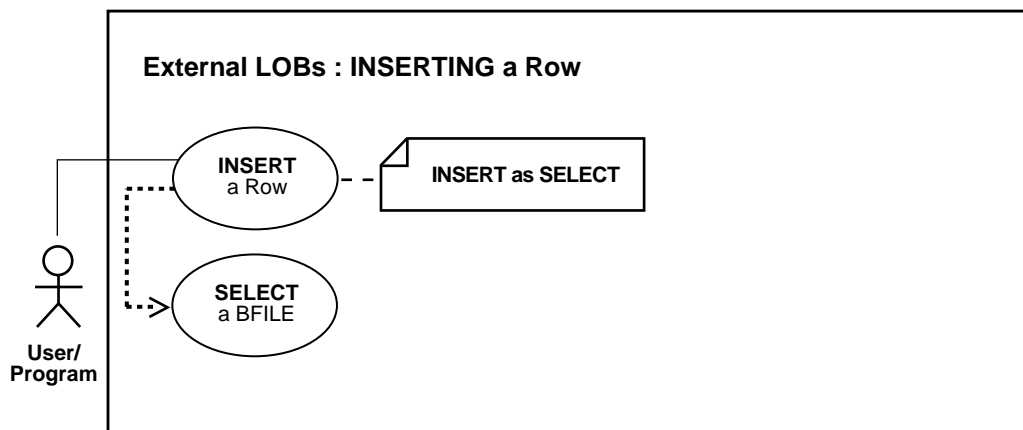 External LOBs : INSERTING a Row
INSERT
a Row
INSERT as SELECT
SELECT
a BFILE
User/
Program